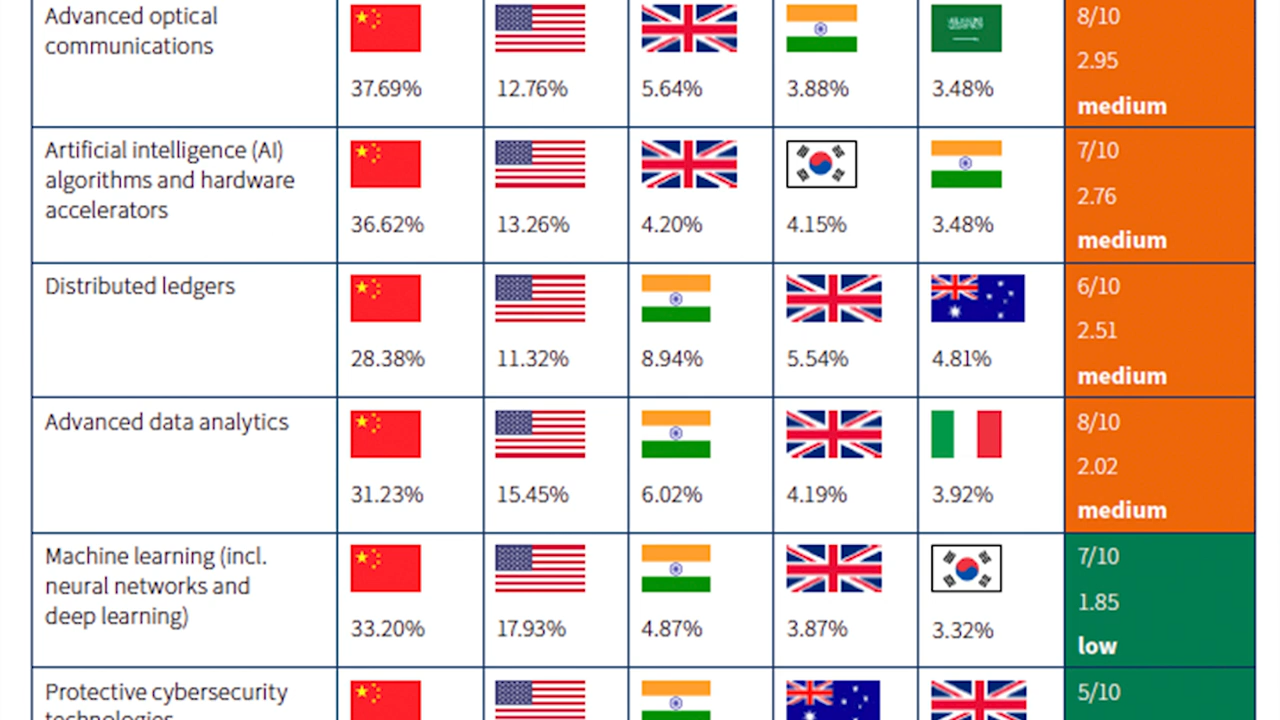 Advanced optical
communications
37.69%
12.76%
5.64%
3.88%
3.48%
8/10
2.95
medium
Artificial intelligence (AI)
algorithms and hardware
accelerators
36.62%
13.26%
4.20%
4.15%
3.48%
7/10
2.76
medium
Distributed ledgers
28.38%
11.32%
8.94%
5.54%
4.81%
6/10
2.51
medium
Advanced data analytics
31.23%
15.45%
6.02%
4.19%
3.92%
8/10
2.02
medium
Machine learning (incl.
neural networks and
deep learning)
33.20%
17.93%
4.87%
3.87%
3.32%
7/10
1.85
low
Protective cybersecurity
technologies
5/10